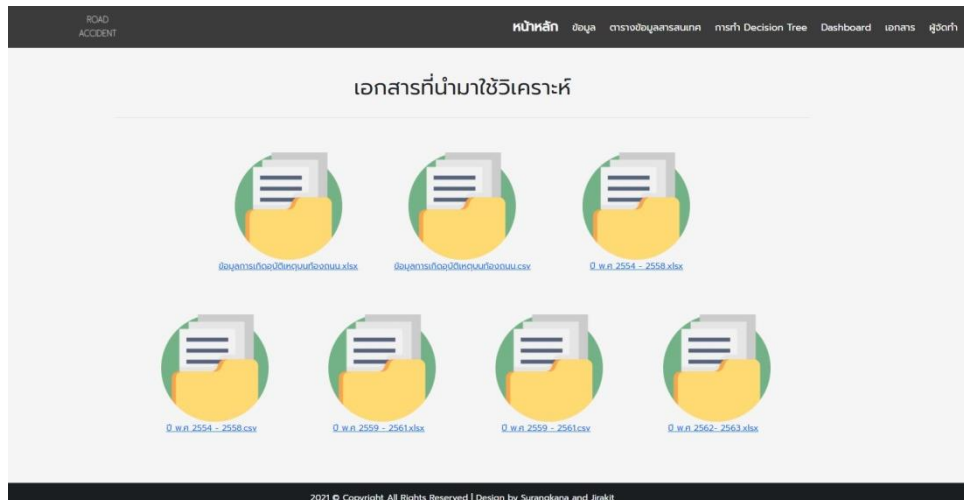 ROAD
ACCIDENT
หน้าหลัก ข้อมูล ตารางข้อมูลสารสนเทศ การทำ Decision Tree Dashboard เอกสาร ผู้จัดทำ
เอกสารที่นำมาใช้วิเคราะห์
ข้อมูลการเกิดอุบัติเหตุบนท้องถนน.xlsx ข้อมูลการเกิดอุบัติเหตุบนท้องถนน.csv ปี พ.ศ 2554 - 2558.xlsx
ปี พ.ศ 2554 - 2558.csv ปี พ.ศ 2559 - 2561.xlsx ปี พ.ศ 2559 - 2561.csv ปี พ.ศ 2562- 2563.xlsx
2021 © Copyright All Rights Reserved | Design by Surangkana and Jirakit